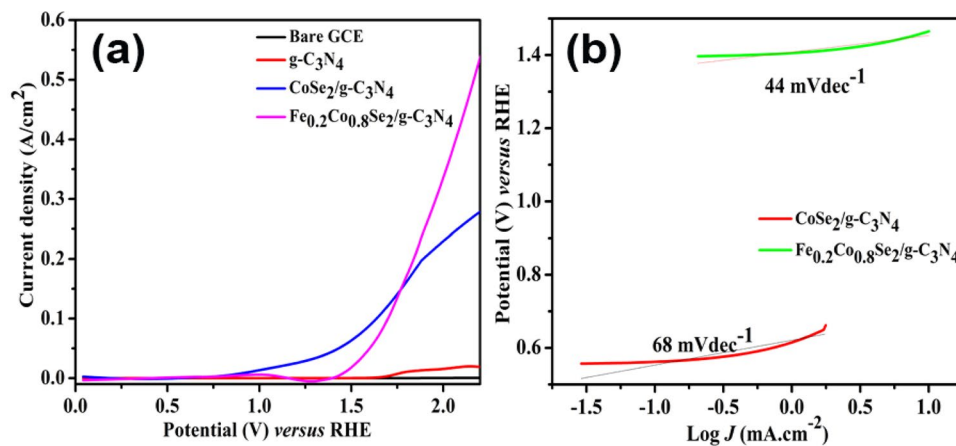 (a)
Bare GCE
g-C₃N₄
CoSe₂/g-C₃N₄
Fe₀.₂Co₀.₈Se₂/g-C₃N₄
0.6
0.5
0.4
0.3
0.2
0.1
0.0
Current density (A/cm²)
0.0 0.5 1.0 1.5 2.0
Potential (V) versus RHE
(b)
44 mVdec⁻¹
CoSe₂/g-C₃N₄
Fe₀.₂Co₀.₈Se₂/g-C₃N₄
68 mVdec⁻¹
1.4
1.2
1.0
0.8
0.6
Potential (V) versus RHE
-1.5 -1.0 -0.5 0.0 0.5 1.0
Log J (mA.cm⁻²)